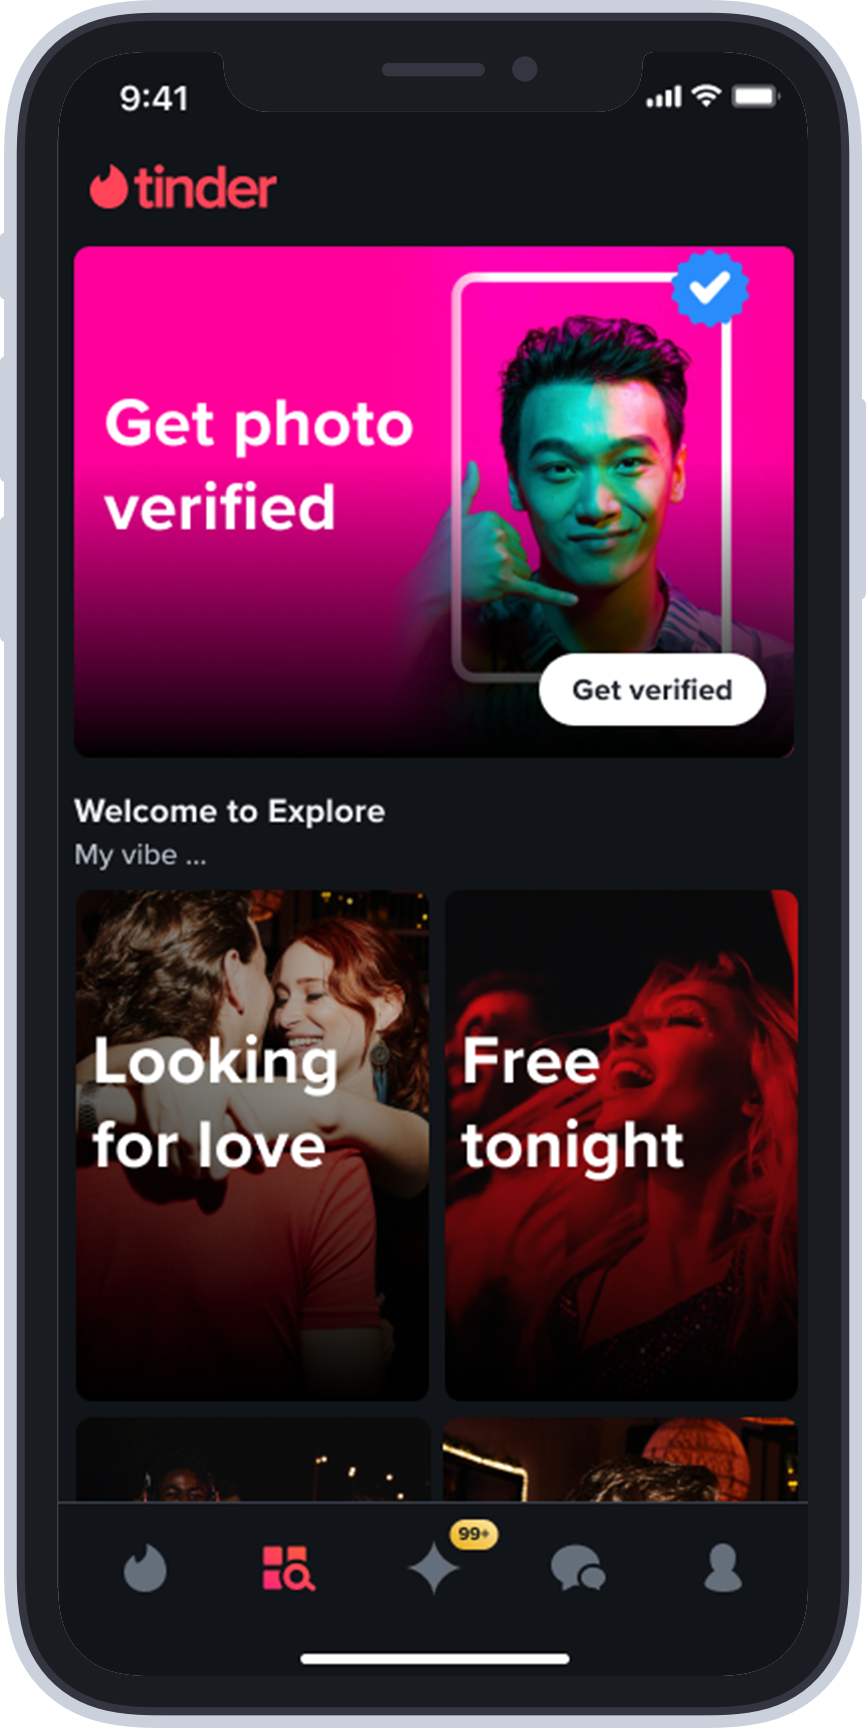 9:41
tinder
Get photo
verified
Get verified
Welcome to Explore
My vibe ...
Looking
for love
Free
tonight
99+